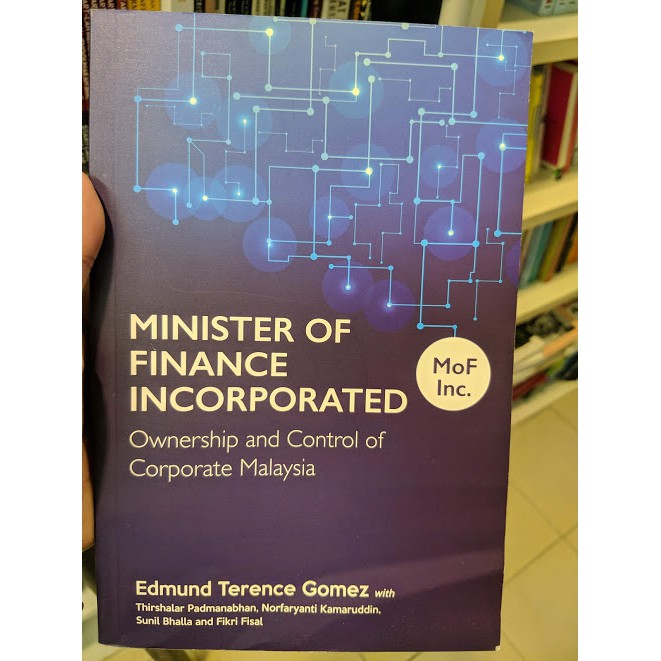 MINISTER OF
FINANCE
INCORPORATED
MoF
Inc.
Ownership and Control of
Corporate Malaysia
Edmund Terence Gomez with
Thirshalar Padmanabhan, Norfaryanti Kamaruddin,
Sunil Bhalla and Fikri Fisal